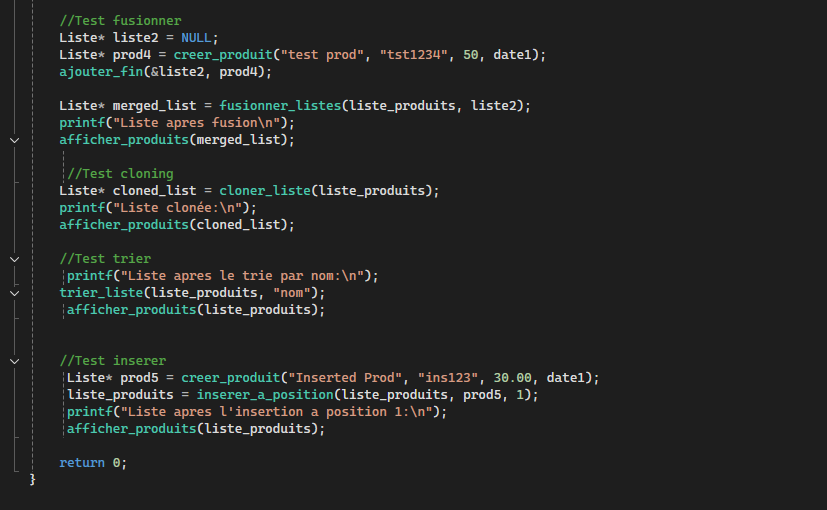 //Test fusionner
Liste* liste2 = NULL;
Liste* prod4 = creer_produit("test prod", "tst1234", 50, date1);
ajouter_fin(&liste2, prod4);
Liste* merged_list = fusionner_listes(liste_produits, liste2);
printf("Liste apres fusion\n");
afficher_produits(merged_list);
//Test cloning
Liste* cloned_list = cloner_liste(liste_produits);
printf("Liste clonée:\n");
afficher_produits(cloned_list);
//Test trier
printf("Liste apres le trie par nom:\n");
trier_liste(liste_produits, "nom");
afficher_produits(liste_produits);
//Test inserer
Liste* prod5 = creer_produit("Inserted Prod", "ins123", 30.00, date1);
liste_produits = inserer_a_position(liste_produits, prod5, 1);
printf("Liste apres l'insertion a position 1:\n");
afficher_produits(liste_produits);
return 0;
}